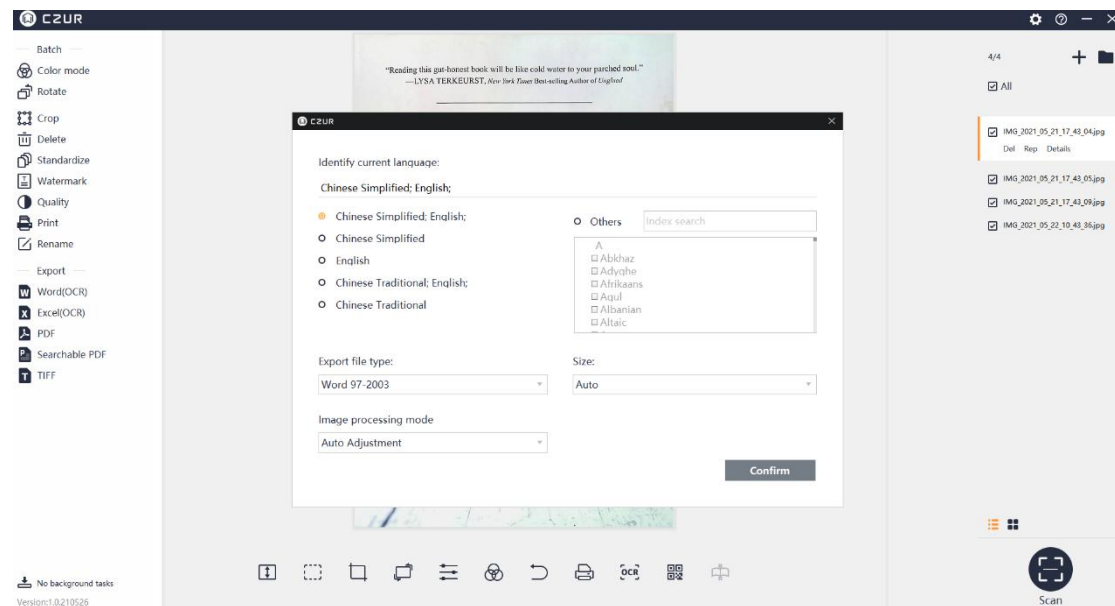 CZUR
Batch
Color mode
Rotate
Crop
Delete
Standardize
Watermark
Quality
Print
Rename
Export
Word(OCR)
Excel(OCR)
PDF
Searchable PDF
TIFF
No background tasks
Version:1.0.210526
“Reading this gut-honest book will be like cold water to your parched soul.”
—LYSA TERKEURST, New York Times Best-selling Author of Unglued
CZUR
Identify current language:
Chinese Simplified; English;
Chinese Simplified; English;
Chinese Simplified
English
Chinese Traditional; English;
Chinese Traditional
Others
Index search
A
Abkhaz
Adyghe
Afrikaans
Agul
Albanian
Altaic
Export file type:
Word 97-2003
Size:
Auto
Image processing mode
Auto Adjustment
Confirm
OCR
4/4
All
IMG_2021_05_21_17_43_04.jpg
Del Rep Details
IMG_2021_05_21_17_43_05.jpg
IMG_2021_05_21_17_43_09.jpg
IMG_2021_05_22_10_43_36.jpg
Scan